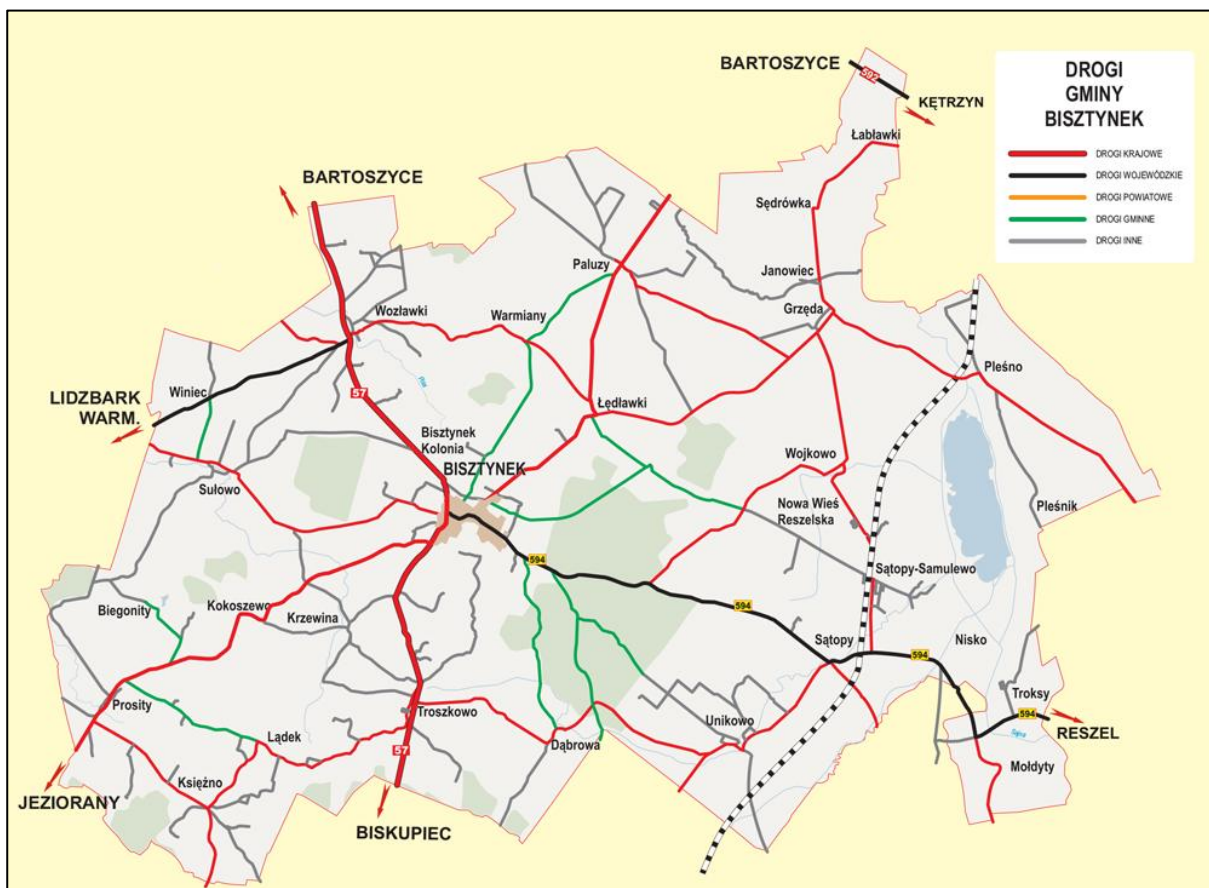 BARTOSZYCE
592
KĘTRZYN
DROGI
GMINY
BISZTYNEK
DROGI KRAJOWE
DROGI WOJEWÓDZKIE
DROGI POWIATOWE
DROGI GMINNE
DROGI INNE
Łabławki
BARTOSZYCE
Sędrówka
Paluzy
Janowiec
Grzęda
Wozławki
Warmiany
Pleśno
Winiec
57
LIDZBARK
WARM.
Łędławki
Bisztynek
Kolonia
BISZTYNEK
Wojkowo
Sułowo
Nowa Wieś
Reszelska
Pleśnik
594
Sątopy-Samulewo
Biegonity
Kokoszewo
Krzewina
594
Sątopy
Nisko
594
Prosity
Troszkowo
Unikowo
Troksy
594
RESZEL
Lądek
57
Dąbrowa
Sajna
Mołdyty
Księżno
JEZIORANY
BISKUPIEC